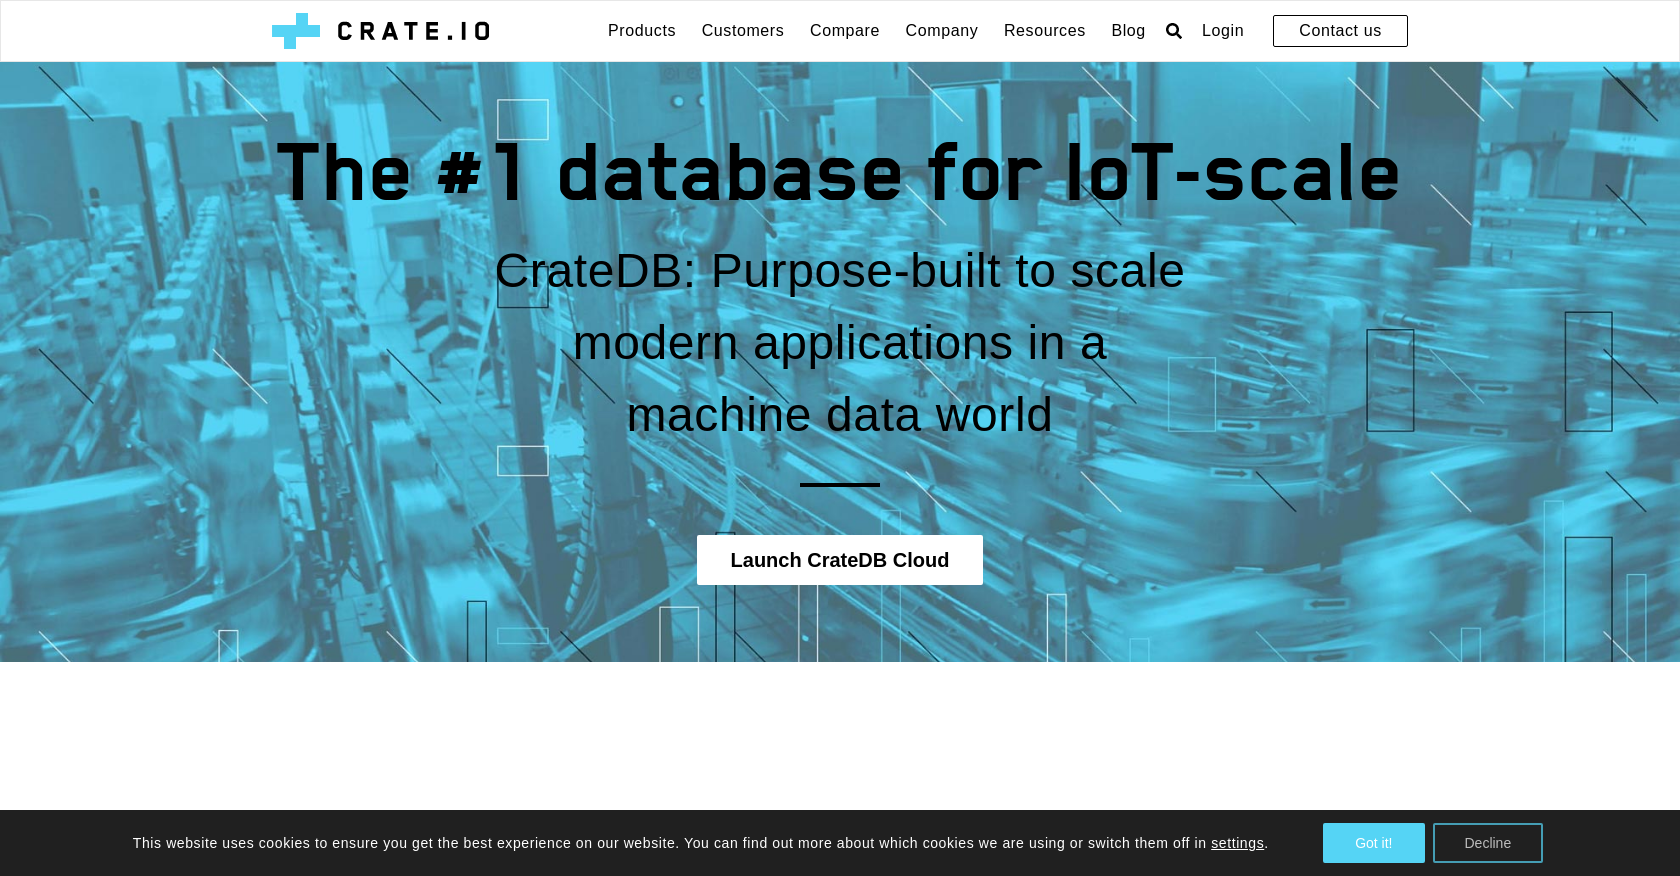 CRATE.IO
Products Customers Compare Company Resources Blog Login Contact us
The #1 database for IoT-scale
CrateDB: Purpose-built to scale
modern applications in a
machine data world
Launch CrateDB Cloud
This website uses cookies to ensure you get the best experience on our website. You can find out more about which cookies we are using or switch them off in settings. Got it! Decline